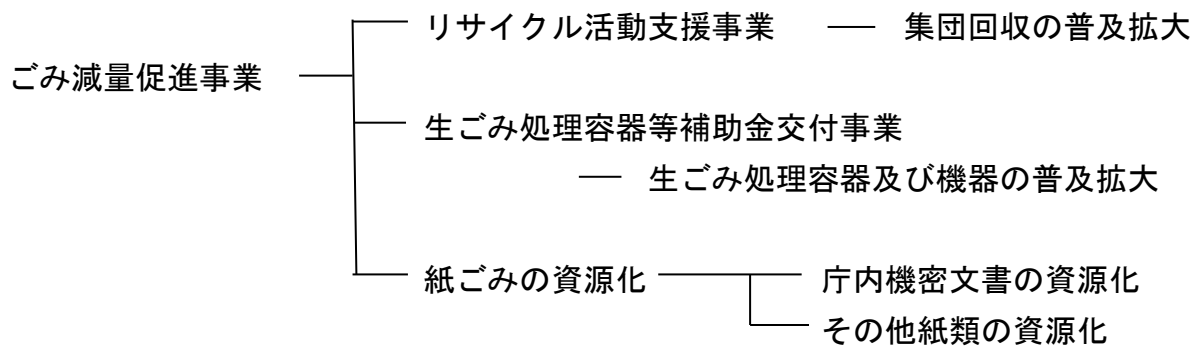 リサイクル活動支援事業 ― 集団回収の普及拡大
ごみ減量促進事業
生ごみ処理容器等補助金交付事業
― 生ごみ処理容器及び機器の普及拡大
紙ごみの資源化 庁内機密文書の資源化
その他紙類の資源化